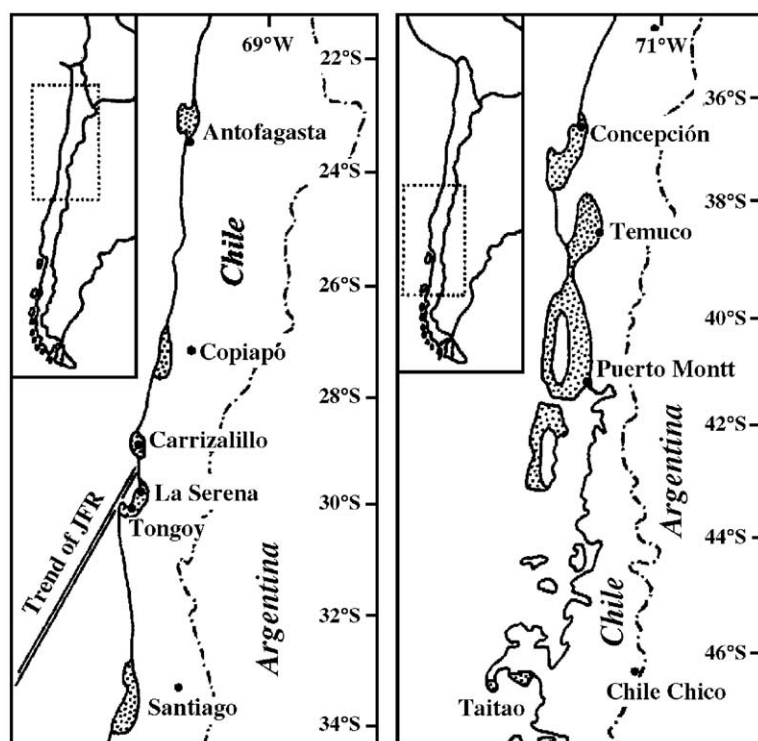 69°W
22°S
Antofagasta
24°S
Chile
26°S
Copiapó
28°S
Carrizalillo
La Serena
30°S
Tongoy
Trend of JFR
32°S
Argentina
Santiago
34°S
71°W
36°S
Concepción
38°S
Temuco
40°S
Puerto Montt
42°S
Argentina
44°S
Chile
46°S
Taitao
Chile Chico